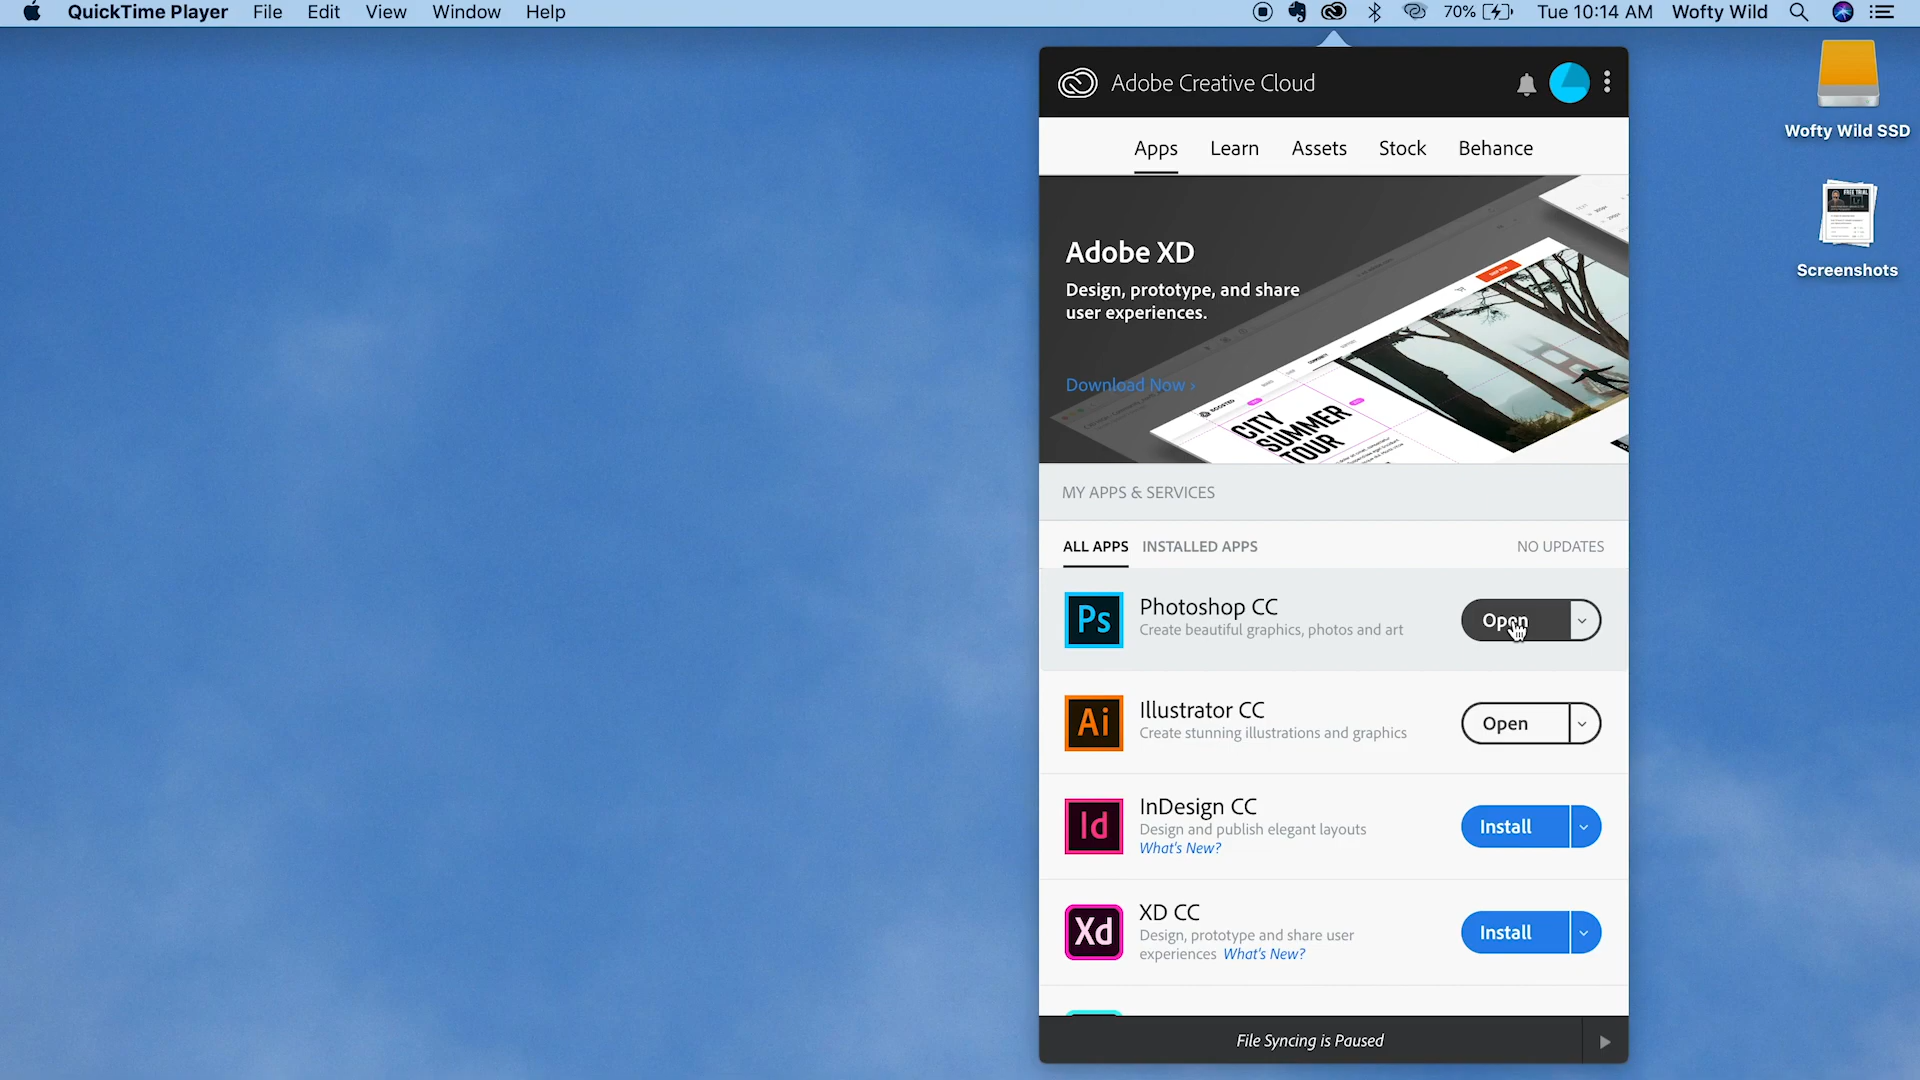 QuickTime Player File Edit View Window Help 70% Tue 10:14 AM Wofty Wild
Wofty Wild SSD
Screenshots
Adobe Creative Cloud
Apps Learn Assets Stock Behance
Adobe XD
Design, prototype, and share
user experiences.
Download Now ›
CITY
SUMMER
TOUR
MY APPS & SERVICES
ALL APPS INSTALLED APPS NO UPDATES
Ps Photoshop CC
Create beautiful graphics, photos and art
Open
Ai Illustrator CC
Create stunning illustrations and graphics
Open
Id InDesign CC
Design and publish elegant layouts
What's New?
Install
Xd XD CC
Design, prototype and share user
experiences What's New?
Install
File Syncing is Paused